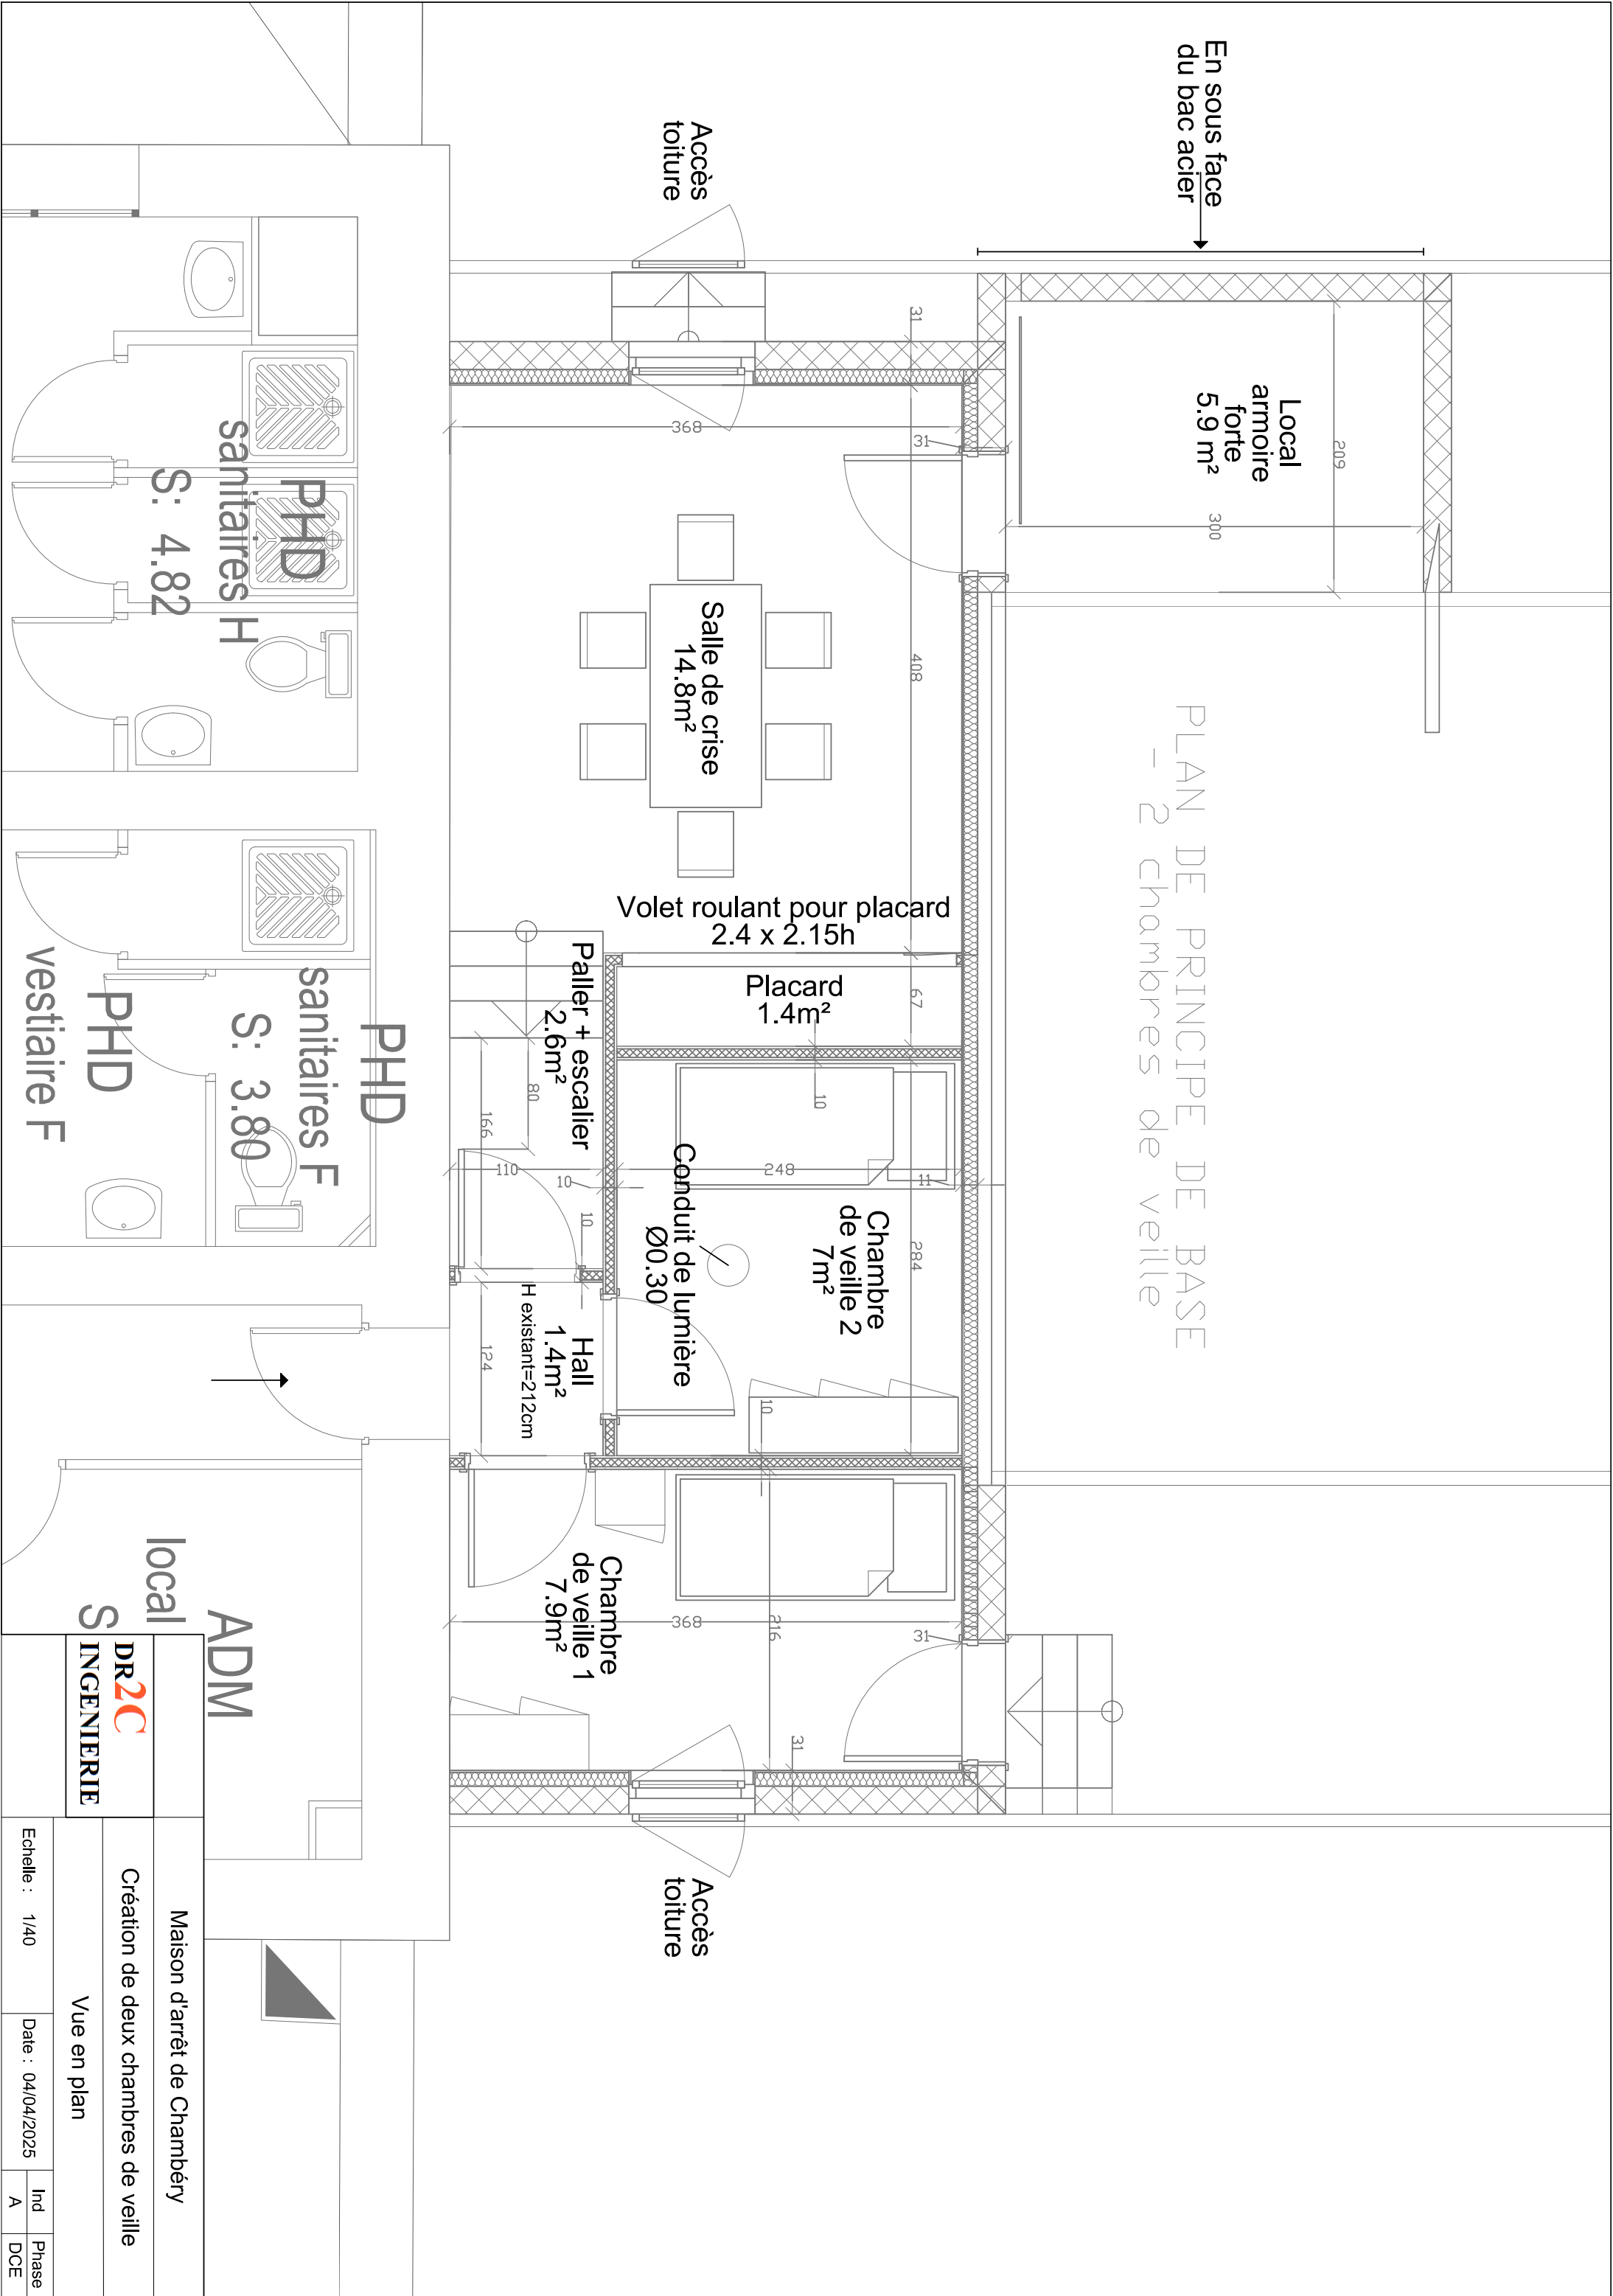 En sous face
du bac acier
Accès
toiture
Local
armoire
forte
5.9 m²
209
300
31
368
31
408
Salle de crise
14.8m²
PLAN DE PRINCIPE DE BASE
- 2 chambres de veille
Volet roulant pour placard
2.4 x 2.15h
Placard
1.4m²
67
10
Palier + escalier
2.6m²
80
166
110
10
10
248
11
284
Conduit de lumière
Ø0.30
Chambre
de veille 2
7m²
Hall
1.4m²
H existant=212cm
124
10
Chambre
de veille 1
7.9m²
368
216
31
31
Accès
toiture
PHD
sanitaires H
S: 4.82
PHD
sanitaires F
S: 3.80
PHD
vestiaire F
ADM
local
S
DR2C
INGENIERIE
Maison d'arrêt de Chambéry
Création de deux chambres de veille
Vue en plan
Echelle : 1/40
Date : 04/04/2025
Ind
A
Phase
DCE